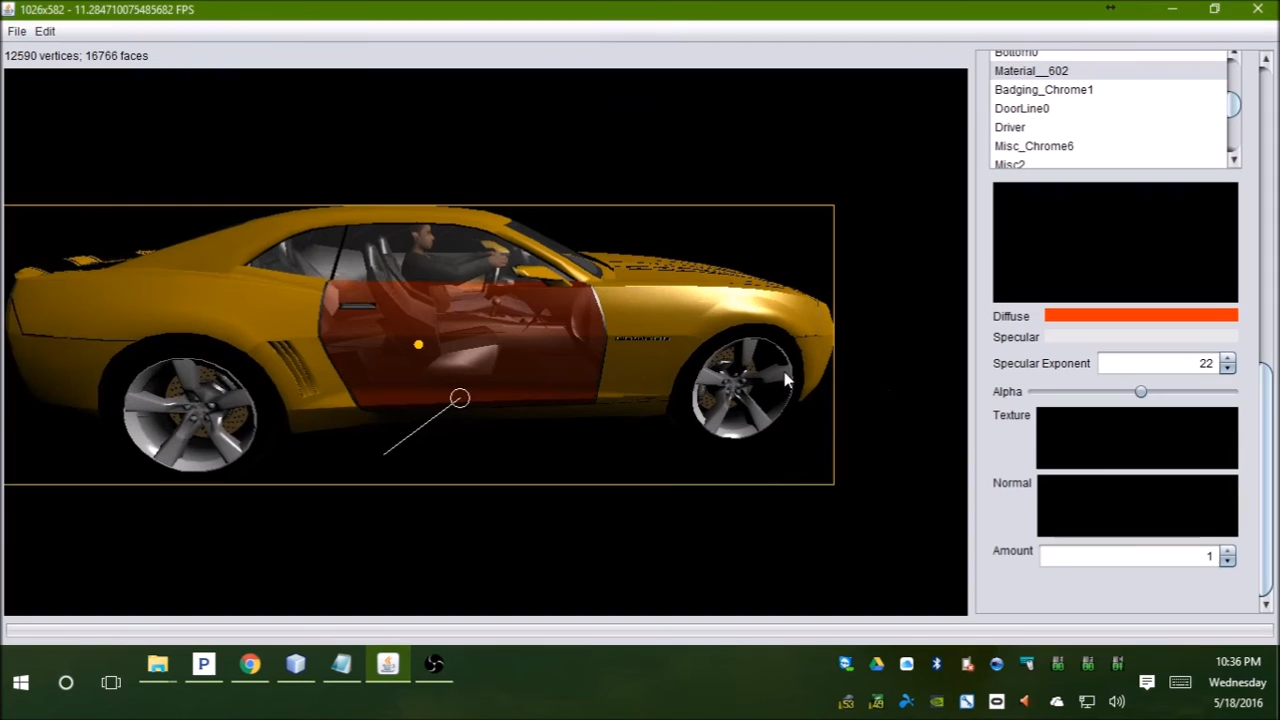 1026x582 - 11.284710075485682 FPS
File Edit
12590 vertices; 16766 faces
Bottom0
Material__602
Badging_Chrome1
DoorLine0
Driver
Misc_Chrome6
Misc2
Diffuse
Specular
Specular Exponent 22
Alpha
Texture
Normal
Amount 1
P
10:36 PM
Wednesday
5/18/2016